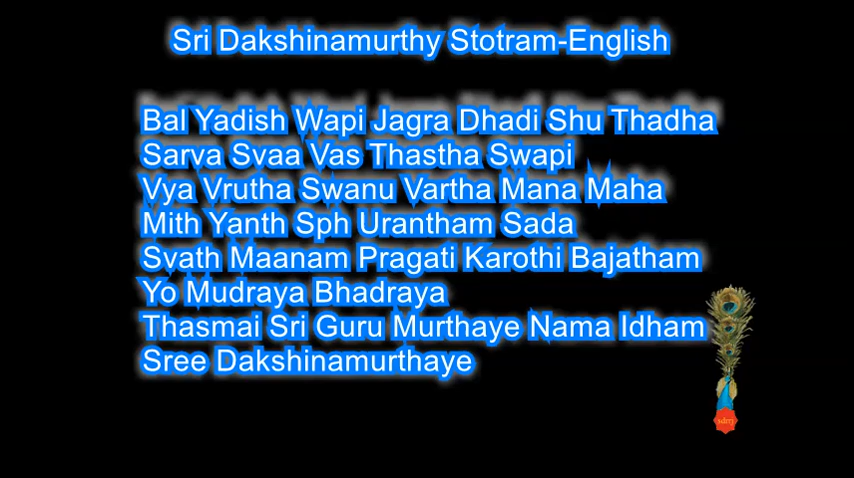 Sri Dakshinamurthy Stotram-English
Bal Yadish Wapi Jagra Dhadi Shu Thadha
Sarva Svaa Vas Thastha Swapi
Vya Vrutha Swanu Vartha Mana Maha
Mith Yanth Sph Urantham Sada
Svath Maanam Pragati Karothi Bajatham
Yo Mudraya Bhadraya
Thasmai Sri Guru Murthaye Nama Idham
Sree Dakshinamurthaye